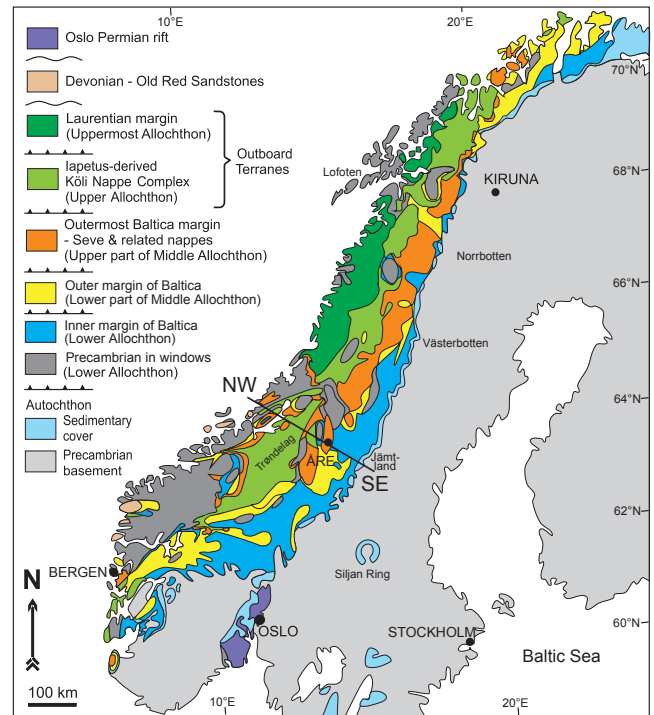 10°E
20°E
Oslo Permian rift
Devonian - Old Red Sandstones
Laurentian margin
(Uppermost Allochthon)
Outboard
Terranes
Iapetus-derived
Köli Nappe Complex
(Upper Allochthon)
Outermost Baltica margin
- Seve & related nappes
(Upper part of Middle Allochthon)
Outer margin of Baltica
(Lower part of Middle Allochthon)
Inner margin of Baltica
(Lower Allochthon)
Precambrian in windows
(Lower Allochthon)
Autochthon
Sedimentary
cover
Precambrian
basement
70°N
Lofoten
68°N
KIRUNA
Norrbotten
66°N
Västerbotten
NW
64°N
Trøndelag
ÅRE
Jämt-
land
SE
62°N
BERGEN
Siljan Ring
N
OSLO
STOCKHOLM
60°N
Baltic Sea
100 km
10°E
20°E